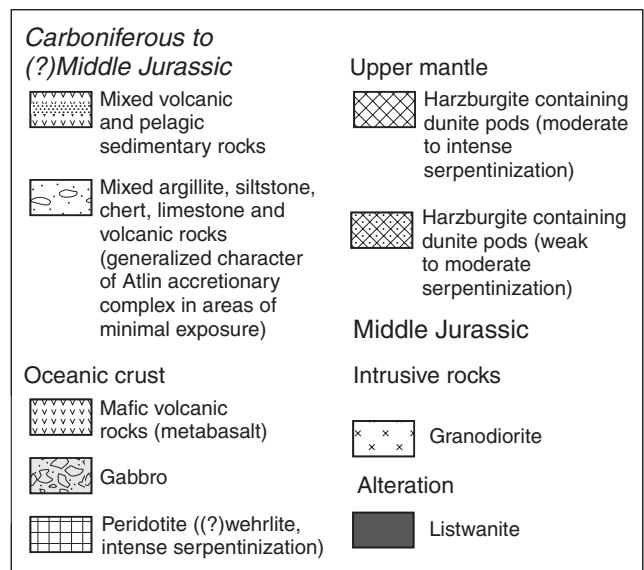 Carboniferous to
(?)Middle Jurassic
Mixed volcanic
and pelagic
sedimentary rocks
Mixed argillite, siltstone,
chert, limestone and
volcanic rocks
(generalized character
of Atlin accretionary
complex in areas of
minimal exposure)
Oceanic crust
Mafic volcanic
rocks (metabasalt)
Gabbro
Peridotite ((?)wehrlite,
intense serpentinization)
Upper mantle
Harzburgite containing
dunite pods (moderate
to intense
serpentinization)
Harzburgite containing
dunite pods (weak
to moderate
serpentinization)
Middle Jurassic
Intrusive rocks
Granodiorite
Alteration
Listwanite